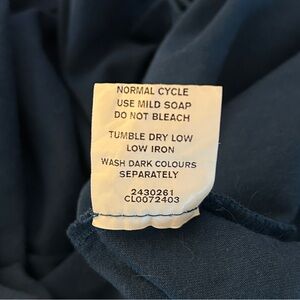 NORMAL CYCLE
USE MILD SOAP
DO NOT BLEACH
TUMBLE DRY LOW
LOW IRON
WASH DARK COLOURS
SEPARATELY
2430261
CL0072403